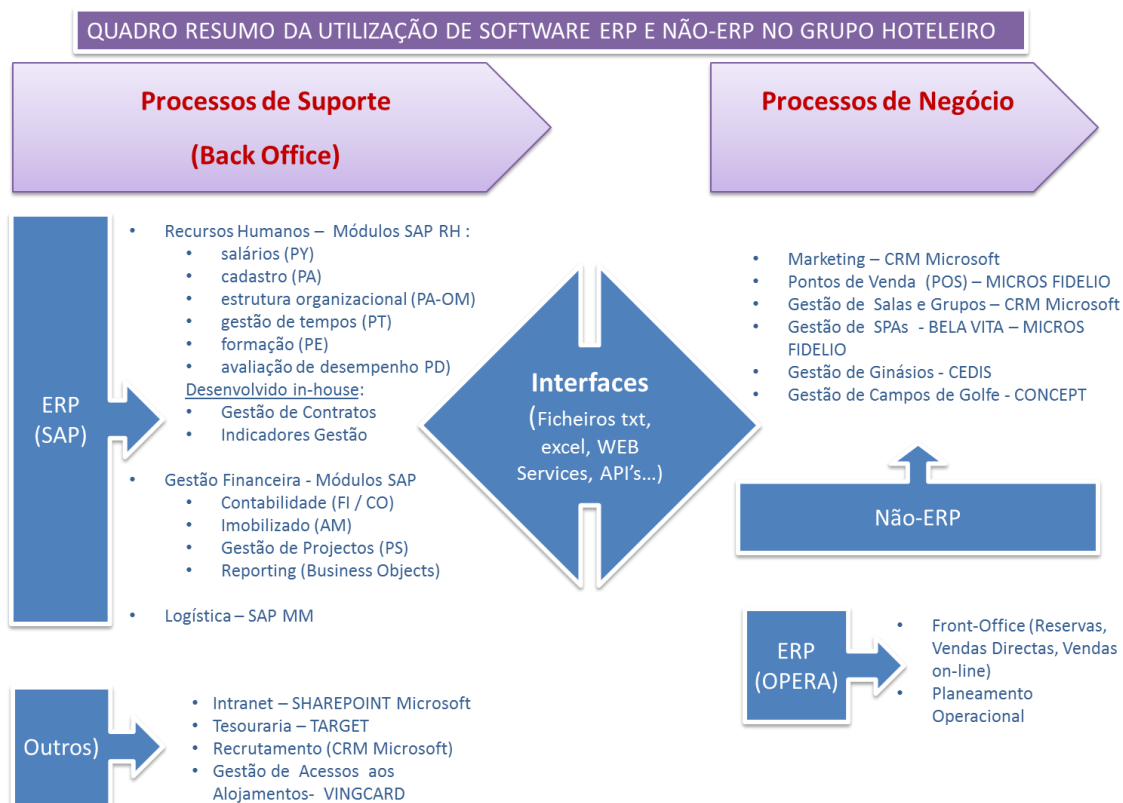 QUADRO RESUMO DA UTILIZAÇÃO DE SOFTWARE ERP E NÃO-ERP NO GRUPO HOTELEIRO
Processos de Suporte
(Back Office)
Processos de Negócio
ERP
(SAP)
• Recursos Humanos – Módulos SAP RH :
• salários (PY)
• cadastro (PA)
• estrutura organizacional (PA-OM)
• gestão de tempos (PT)
• formação (PE)
• avaliação de desempenho PD)
Desenvolvido in-house:
• Gestão de Contratos
• Indicadores Gestão
• Gestão Financeira - Módulos SAP
• Contabilidade (FI / CO)
• Imobilizado (AM)
• Gestão de Projectos (PS)
• Reporting (Business Objects)
• Logística – SAP MM
Outros)
• Intranet – SHAREPOINT Microsoft
• Tesouraria – TARGET
• Recrutamento (CRM Microsoft)
• Gestão de Acessos aos
Alojamentos- VINGCARD
Interfaces
(Ficheiros txt,
excel, WEB
Services, API's...)
• Marketing – CRM Microsoft
• Pontos de Venda (POS) – MICROS FIDELIO
• Gestão de Salas e Grupos – CRM Microsoft
• Gestão de SPAs - BELA VITA – MICROS
FIDELIO
• Gestão de Ginásios - CEDIS
• Gestão de Campos de Golfe - CONCEPT
Não-ERP
ERP
(OPERA)
• Front-Office (Reservas,
Vendas Directas, Vendas
on-line)
• Planeamento
Operacional